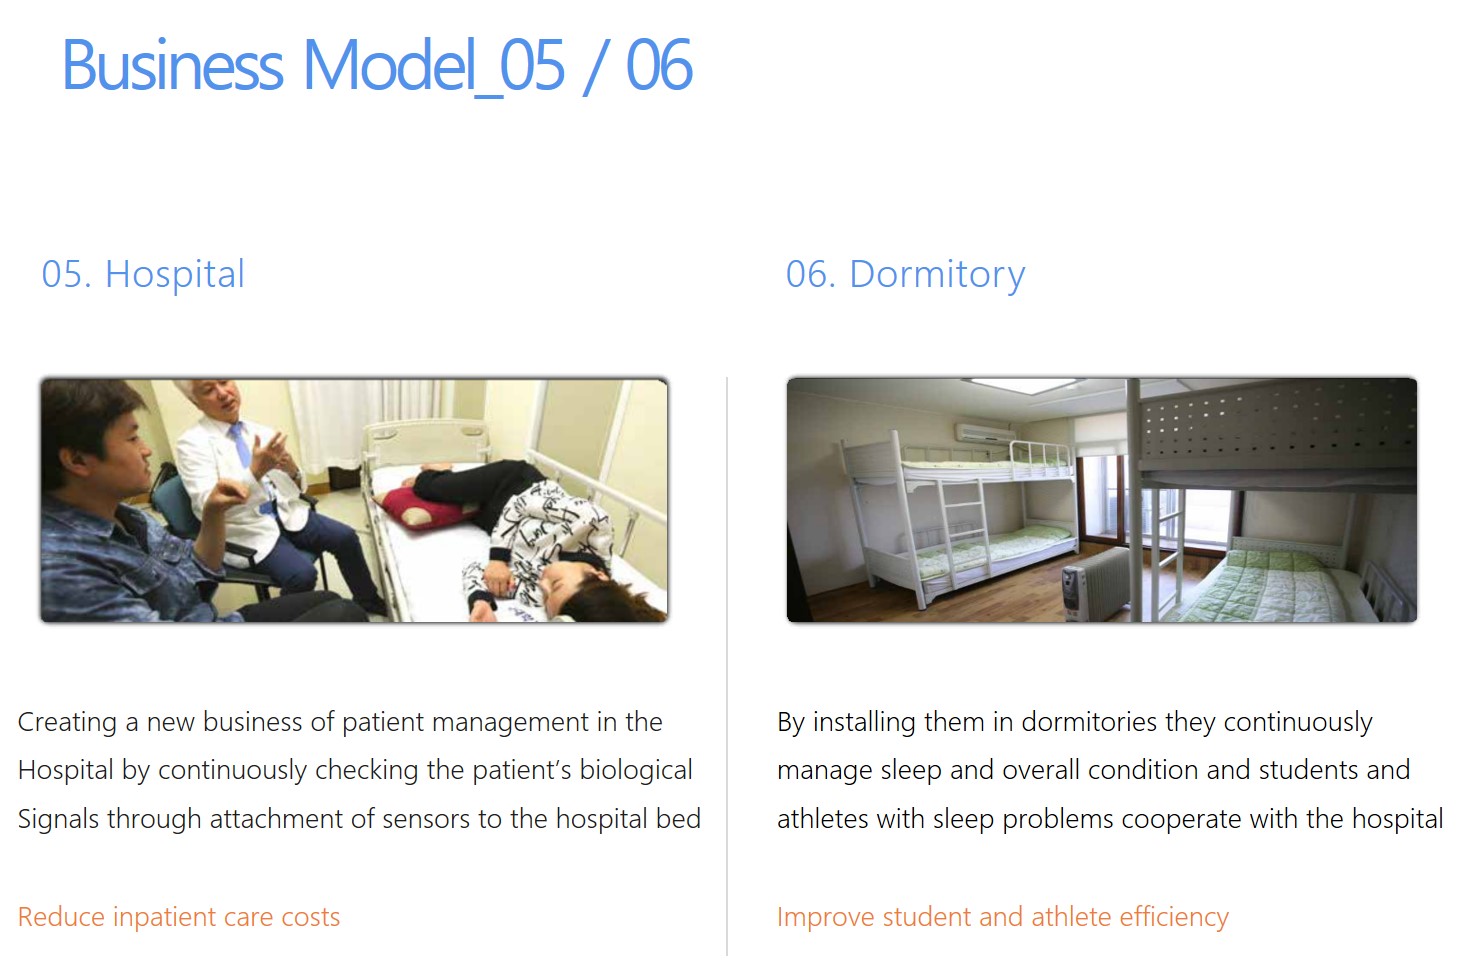 Business Model_05 / 06
05. Hospital
06. Dormitory
Creating a new business of patient management in the
Hospital by continuously checking the patient’s biological
Signals through attachment of sensors to the hospital bed
Reduce inpatient care costs
By installing them in dormitories they continuously
manage sleep and overall condition and students and
athletes with sleep problems cooperate with the hospital
Improve student and athlete efficiency